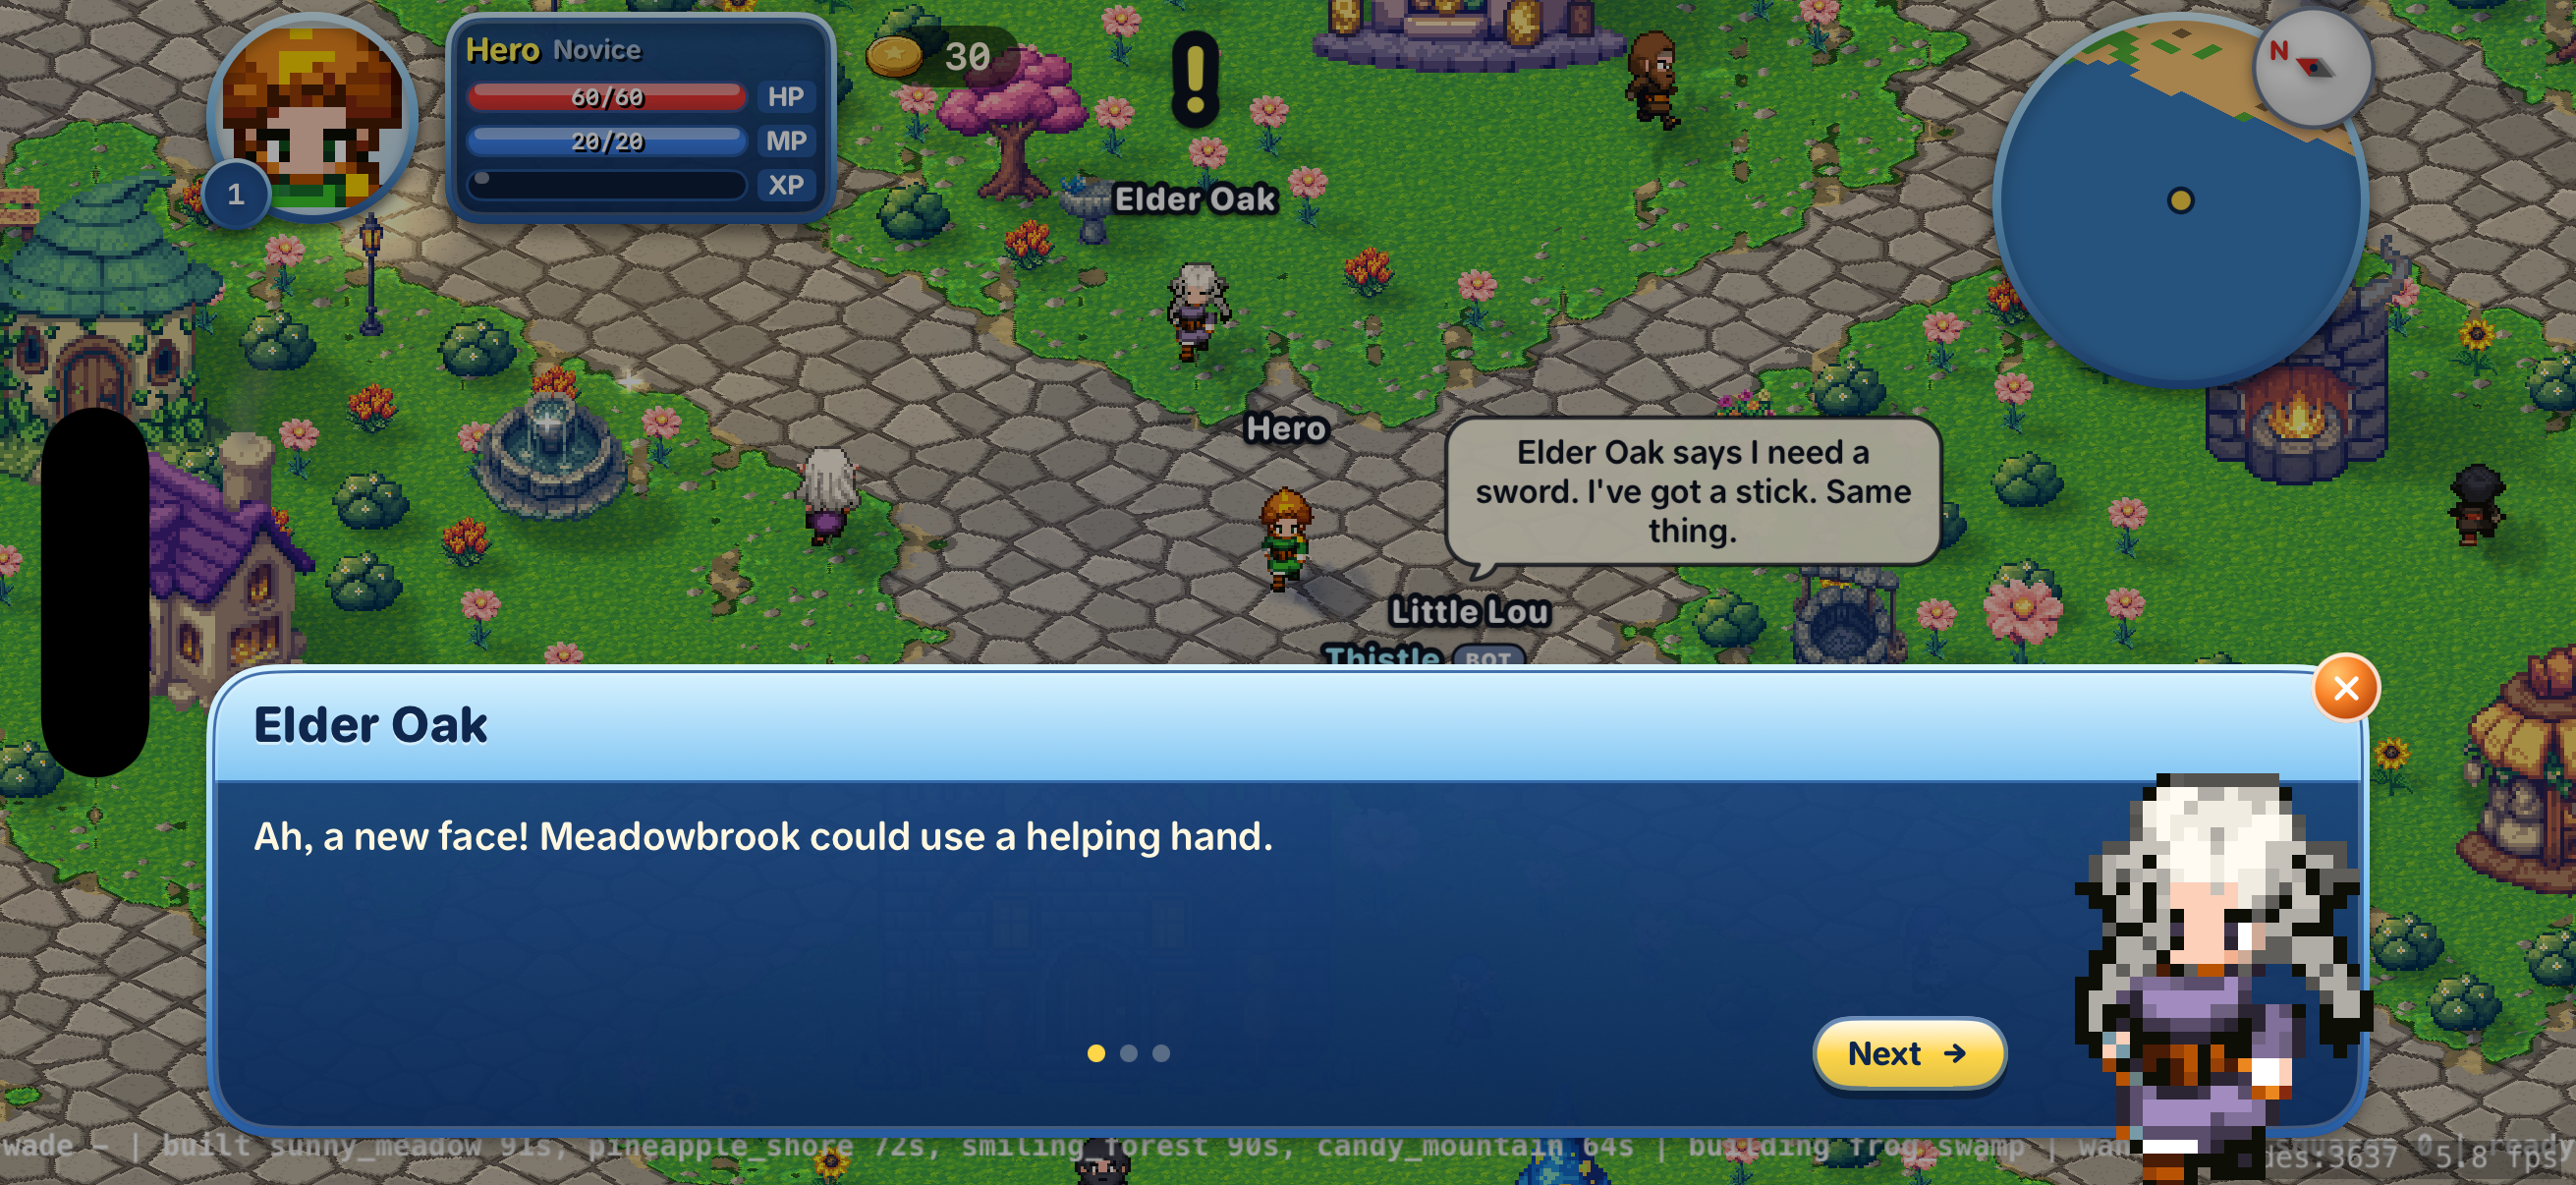 Hero Novice
60/60 HP
20/20 MP
XP
1
30
N
Elder Oak
Hero
Elder Oak says I need a
sword. I've got a stick. Same
thing.
Little Lou
Thistle BOT
Elder Oak
Ah, a new face! Meadowbrook could use a helping hand.
Next
wade - | built sunny_meadow 91s, pineapple_shore 72s, smiling_forest 90s, candy_mountain 64s | building frog_swamp |
5.8 fps